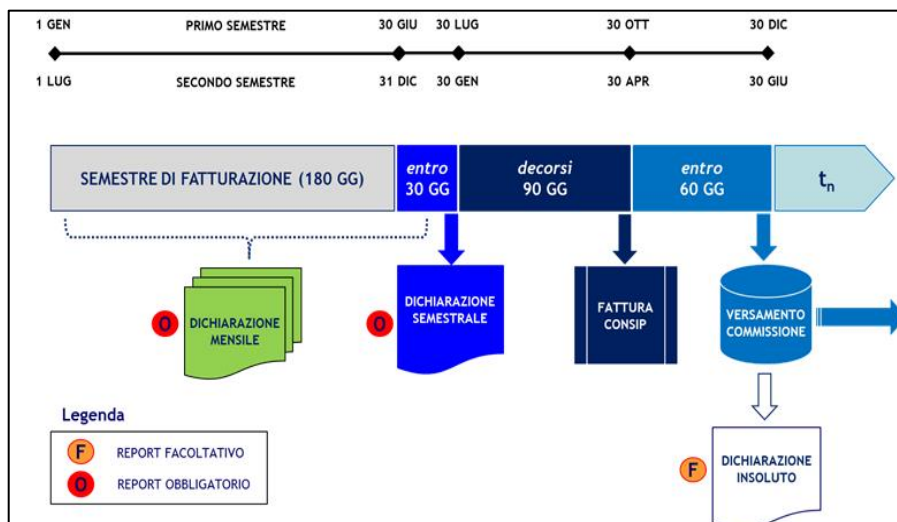 1 GEN PRIMO SEMESTRE 30 GIU 30 LUG 30 OTT 30 DIC
1 LUG SECONDO SEMESTRE 31 DIC 30 GEN 30 APR 30 GIU
SEMESTRE DI FATTURAZIONE (180 GG)
entro
30 GG
decorsi
90 GG
entro
60 GG
tn
O
DICHIARAZIONE
MENSILE
O
DICHIARAZIONE
SEMESTRALE
FATTURA
CONSIP
VERSAMENTO
COMMISSIONE
Legenda
F REPORT FACOLTATIVO
O REPORT OBBLIGATORIO
F
DICHIARAZIONE
INSOLUTO